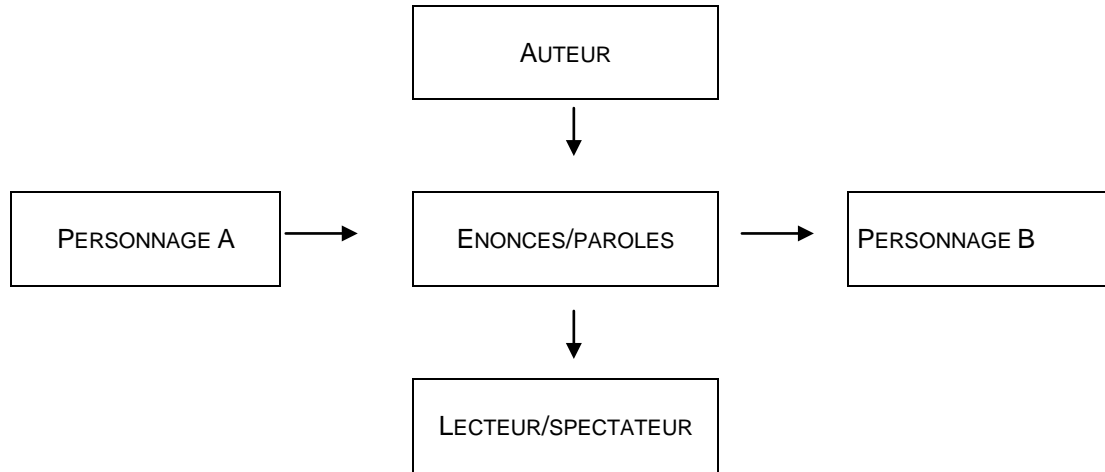 AUTEUR
PERSONNAGE A
ENONCES/PAROLES
PERSONNAGE B
LECTEUR/SPECTATEUR